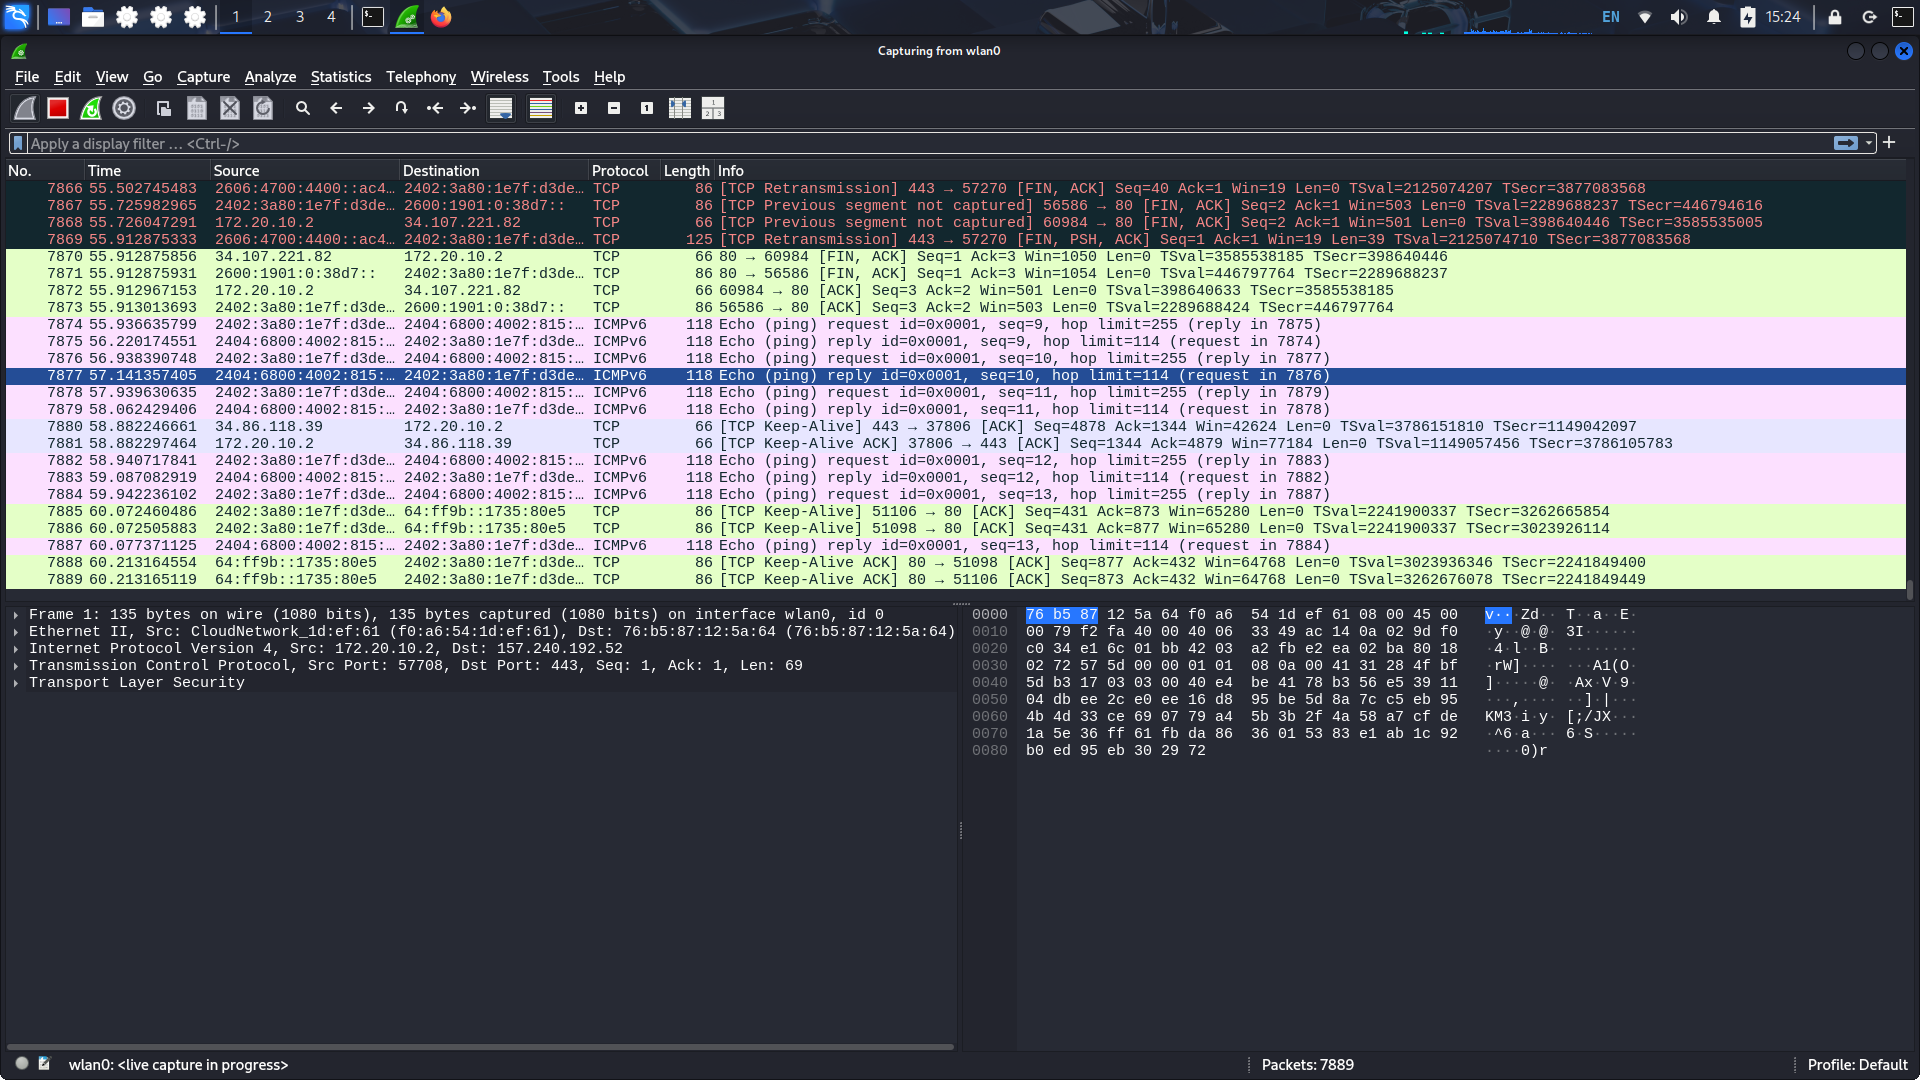 1 2 3 4 EN 15:24
Capturing from wlan0
File Edit View Go Capture Analyze Statistics Telephony Wireless Tools Help
Apply a display filter … <Ctrl-/>
No. Time Source Destination Protocol Length Info
7866 55.502745483 2606:4700:4400::ac4… 2402:3a80:1e7f:d3de… TCP 86 [TCP Retransmission] 443 → 57270 [FIN, ACK] Seq=40 Ack=1 Win=19 Len=0 TSval=2125074207 TSecr=3877083568
7867 55.725982965 2402:3a80:1e7f:d3de… 2600:1901:0:38d7:: TCP 86 [TCP Previous segment not captured] 56586 → 80 [FIN, ACK] Seq=2 Ack=1 Win=503 Len=0 TSval=2289688237 TSecr=446794616
7868 55.726047291 172.20.10.2 34.107.221.82 TCP 66 [TCP Previous segment not captured] 60984 → 80 [FIN, ACK] Seq=2 Ack=1 Win=501 Len=0 TSval=398640446 TSecr=3585535005
7869 55.912875333 2606:4700:4400::ac4… 2402:3a80:1e7f:d3de… TCP 125 [TCP Retransmission] 443 → 57270 [FIN, PSH, ACK] Seq=1 Ack=1 Win=19 Len=39 TSval=2125074710 TSecr=3877083568
7870 55.912875856 34.107.221.82 172.20.10.2 TCP 66 80 → 60984 [FIN, ACK] Seq=1 Ack=3 Win=1050 Len=0 TSval=3585538185 TSecr=398640446
7871 55.912875931 2600:1901:0:38d7:: 2402:3a80:1e7f:d3de… TCP 86 80 → 56586 [FIN, ACK] Seq=1 Ack=3 Win=1054 Len=0 TSval=446797764 TSecr=2289688237
7872 55.912967153 172.20.10.2 34.107.221.82 TCP 66 60984 → 80 [ACK] Seq=3 Ack=2 Win=501 Len=0 TSval=398640633 TSecr=3585538185
7873 55.913013693 2402:3a80:1e7f:d3de… 2600:1901:0:38d7:: TCP 86 56586 → 80 [ACK] Seq=3 Ack=2 Win=503 Len=0 TSval=2289688424 TSecr=446797764
7874 55.936635799 2402:3a80:1e7f:d3de… 2404:6800:4002:815:… ICMPv6 118 Echo (ping) request id=0x0001, seq=9, hop limit=255 (reply in 7875)
7875 56.220174551 2404:6800:4002:815:… 2402:3a80:1e7f:d3de… ICMPv6 118 Echo (ping) reply id=0x0001, seq=9, hop limit=114 (request in 7874)
7876 56.938390748 2402:3a80:1e7f:d3de… 2404:6800:4002:815:… ICMPv6 118 Echo (ping) request id=0x0001, seq=10, hop limit=255 (reply in 7877)
7877 57.141357405 2404:6800:4002:815:… 2402:3a80:1e7f:d3de… ICMPv6 118 Echo (ping) reply id=0x0001, seq=10, hop limit=114 (request in 7876)
7878 57.939630635 2402:3a80:1e7f:d3de… 2404:6800:4002:815:… ICMPv6 118 Echo (ping) request id=0x0001, seq=11, hop limit=255 (reply in 7879)
7879 58.062429406 2404:6800:4002:815:… 2402:3a80:1e7f:d3de… ICMPv6 118 Echo (ping) reply id=0x0001, seq=11, hop limit=114 (request in 7878)
7880 58.882246661 34.86.118.39 172.20.10.2 TCP 66 [TCP Keep-Alive] 443 → 37806 [ACK] Seq=4878 Ack=1344 Win=42624 Len=0 TSval=3786151810 TSecr=1149042097
7881 58.882297464 172.20.10.2 34.86.118.39 TCP 66 [TCP Keep-Alive ACK] 37806 → 443 [ACK] Seq=1344 Ack=4879 Win=77184 Len=0 TSval=1149057456 TSecr=3786105783
7882 58.940717841 2402:3a80:1e7f:d3de… 2404:6800:4002:815:… ICMPv6 118 Echo (ping) request id=0x0001, seq=12, hop limit=255 (reply in 7883)
7883 59.087082919 2404:6800:4002:815:… 2402:3a80:1e7f:d3de… ICMPv6 118 Echo (ping) reply id=0x0001, seq=12, hop limit=114 (request in 7882)
7884 59.942236102 2402:3a80:1e7f:d3de… 2404:6800:4002:815:… ICMPv6 118 Echo (ping) request id=0x0001, seq=13, hop limit=255 (reply in 7887)
7885 60.072460486 2402:3a80:1e7f:d3de… 64:ff9b::1735:80e5 TCP 86 [TCP Keep-Alive] 51106 → 80 [ACK] Seq=431 Ack=873 Win=65280 Len=0 TSval=2241900337 TSecr=3262665854
7886 60.072505883 2402:3a80:1e7f:d3de… 64:ff9b::1735:80e5 TCP 86 [TCP Keep-Alive] 51098 → 80 [ACK] Seq=431 Ack=877 Win=65280 Len=0 TSval=2241900337 TSecr=3023926114
7887 60.077371125 2404:6800:4002:815:… 2402:3a80:1e7f:d3de… ICMPv6 118 Echo (ping) reply id=0x0001, seq=13, hop limit=114 (request in 7884)
7888 60.213164554 64:ff9b::1735:80e5 2402:3a80:1e7f:d3de… TCP 86 [TCP Keep-Alive ACK] 80 → 51098 [ACK] Seq=877 Ack=432 Win=64768 Len=0 TSval=3023936346 TSecr=2241849400
7889 60.213165119 64:ff9b::1735:80e5 2402:3a80:1e7f:d3de… TCP 86 [TCP Keep-Alive ACK] 80 → 51106 [ACK] Seq=873 Ack=432 Win=64768 Len=0 TSval=3262676078 TSecr=2241849449
Frame 1: 135 bytes on wire (1080 bits), 135 bytes captured (1080 bits) on interface wlan0, id 0
Ethernet II, Src: CloudNetwork_1d:ef:61 (f0:a6:54:1d:ef:61), Dst: 76:b5:87:12:5a:64 (76:b5:87:12:5a:64)
Internet Protocol Version 4, Src: 172.20.10.2, Dst: 157.240.192.52
Transmission Control Protocol, Src Port: 57708, Dst Port: 443, Seq: 1, Ack: 1, Len: 69
Transport Layer Security
0000 76 b5 87 12 5a 64 f0 a6 54 1d ef 61 08 00 45 00 v···Zd·· T··a··E·
0010 00 79 f2 fa 40 00 40 06 33 49 ac 14 0a 02 9d f0 ·y··@·@· 3I······
0020 c0 34 e1 6c 01 bb 42 03 a2 fb e2 ea 02 ba 80 18 ·4·l··B· ········
0030 02 72 57 5d 00 00 01 01 08 0a 00 41 31 28 4f bf ·rW]···· ···A1(O·
0040 5d b3 17 03 03 00 40 e4 be 41 78 b3 56 e5 39 11 ]·····@· ·Ax·V·9·
0050 04 db ee 2c e0 ee 16 d8 95 be 5d 8a 7c c5 eb 95 ···,···· ··]·|···
0060 4b 4d 33 ce 69 07 79 a4 5b 3b 2f 4a 58 a7 cf de KM3·i·y· [;/JX···
0070 1a 5e 36 ff 61 fb da 86 36 01 53 83 e1 ab 1c 92 ·^6·a··· 6·S·····
0080 b0 ed 95 eb 30 29 72 ····0)r
wlan0: <live capture in progress> Packets: 7889 Profile: Default